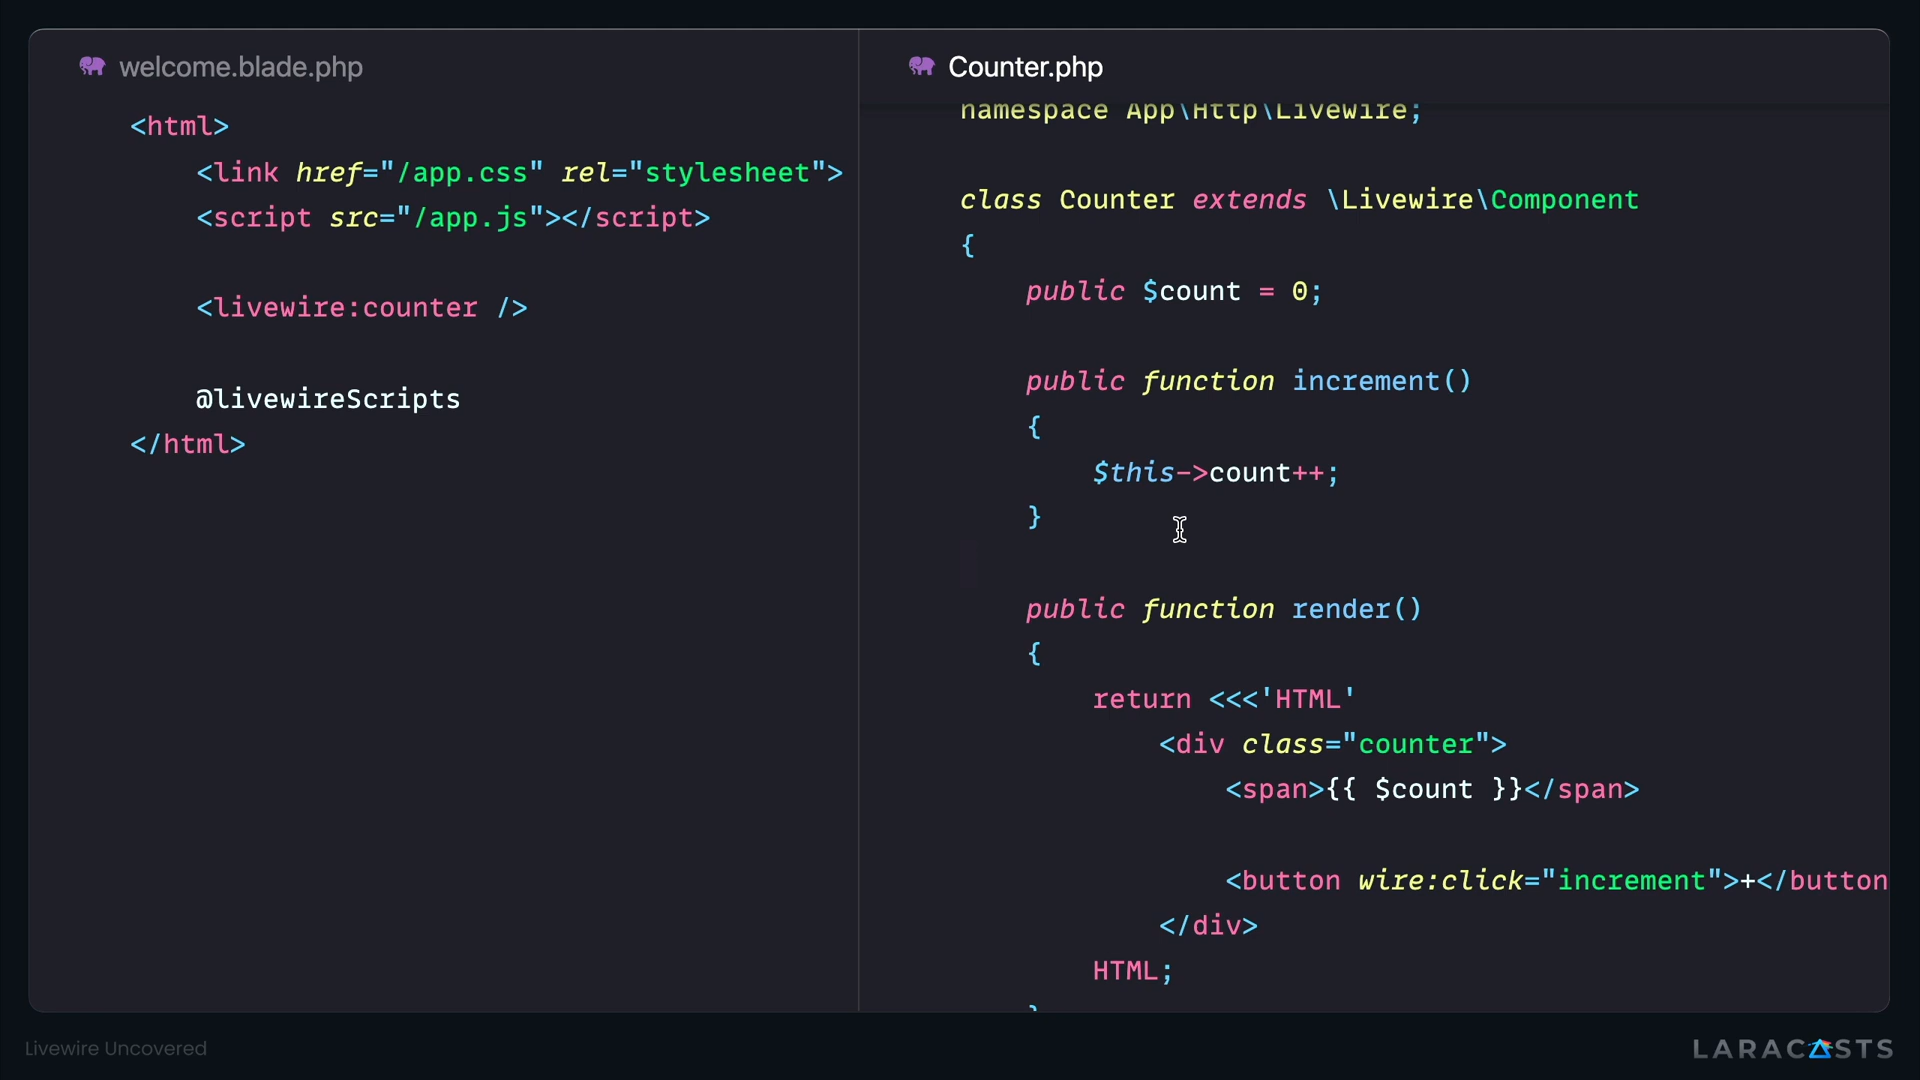 welcome.blade.php
<html>
<link href="/app.css" rel="stylesheet">
<script src="/app.js"></script>
<livewire:counter />
@livewireScripts
</html>
Counter.php
namespace App\Http\Livewire;
class Counter extends \Livewire\Component
{
public $count = 0;
public function increment()
{
$this->count++;
}
public function render()
{
return <<<'HTML'
<div class="counter">
<span>{{ $count }}</span>
<button wire:click="increment">+</button
</div>
HTML;
}
Livewire Uncovered
LARACASTS